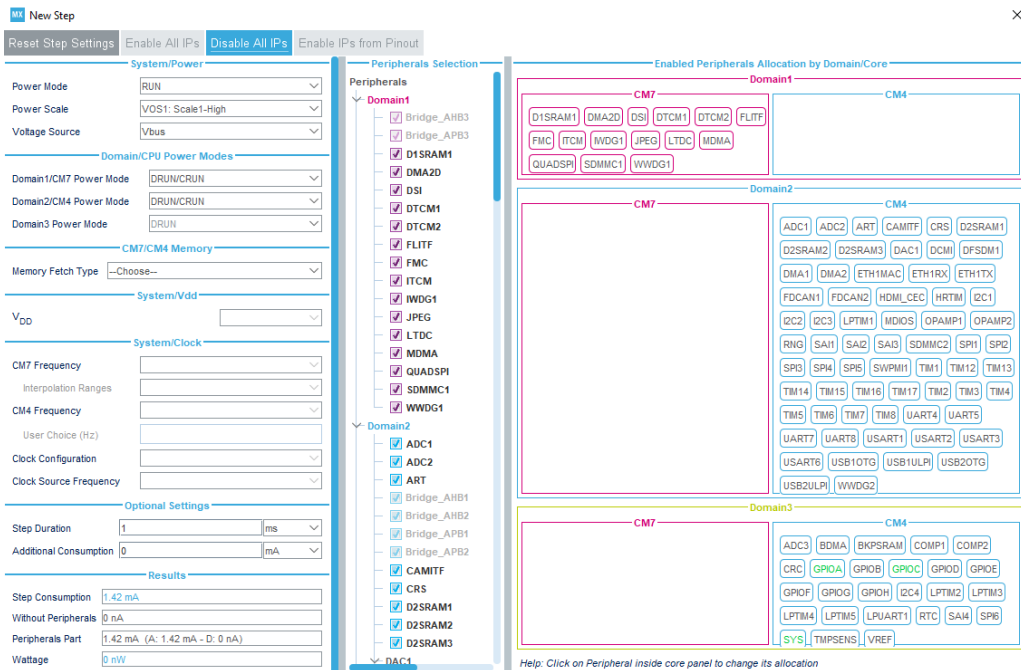 MX New Step
Reset Step Settings Enable All IPs Disable All IPs Enable IPs from Pinout
System/Power
Power Mode RUN
Power Scale VOS1: Scale1-High
Voltage Source Vbus
Domain/CPU Power Modes
Domain1/CM7 Power Mode DRUN/CRUN
Domain2/CM4 Power Mode DRUN/CRUN
Domain3 Power Mode DRUN
CM7/CM4 Memory
Memory Fetch Type --Choose--
System/Vdd
VDD
System/Clock
CM7 Frequency
Interpolation Ranges
CM4 Frequency
User Choice (Hz)
Clock Configuration
Clock Source Frequency
Optional Settings
Step Duration 1 ms
Additional Consumption 0 mA
Results
Step Consumption 1.42 mA
Without Peripherals 0 nA
Peripherals Part 1.42 mA (A: 1.42 mA - D: 0 nA)
Wattage 0 nW
Peripherals Selection
Peripherals
Domain1
Bridge_AHB3
Bridge_APB3
D1SRAM1
DMA2D
DSI
DTCM1
DTCM2
FLITF
FMC
ITCM
IWDG1
JPEG
LTDC
MDMA
QUADSPI
SDMMC1
WWDG1
Domain2
ADC1
ADC2
ART
Bridge_AHB1
Bridge_AHB2
Bridge_APB1
Bridge_APB2
CAMITF
CRS
D2SRAM1
D2SRAM2
D2SRAM3
DAC1
Enabled Peripherals Allocation by Domain/Core
Domain1
CM7
D1SRAM1 DMA2D DSI DTCM1 DTCM2 FLITF
FMC ITCM IWDG1 JPEG LTDC MDMA
QUADSPI SDMMC1 WWDG1
CM4
Domain2
CM7
CM4
ADC1 ADC2 ART CAMITF CRS D2SRAM1
D2SRAM2 D2SRAM3 DAC1 DCMI DFSDM1
DMA1 DMA2 ETH1MAC ETH1RX ETH1TX
FDCAN1 FDCAN2 HDMI_CEC HRTIM I2C1
I2C2 I2C3 LPTIM1 MDIOS OPAMP1 OPAMP2
RNG SAI1 SAI2 SAI3 SDMMC2 SPI1 SPI2
SPI3 SPI4 SPI5 SWPMI1 TIM1 TIM12 TIM13
TIM14 TIM15 TIM16 TIM17 TIM2 TIM3 TIM4
TIM5 TIM6 TIM7 TIM8 UART4 UART5
UART7 UART8 USART1 USART2 USART3
USART6 USB1OTG USB1ULPI USB2OTG
USB2ULPI WWDG2
Domain3
CM7
CM4
ADC3 BDMA BKPSRAM COMP1 COMP2
CRC GPIOA GPIOB GPIOC GPIOD GPIOE
GPIOF GPIOG GPIOH I2C4 LPTIM2 LPTIM3
LPTIM4 LPTIM5 LPUART1 RTC SAI4 SPI6
SYS TMPSENS VREF
Help: Click on Peripheral inside core panel to change its allocation